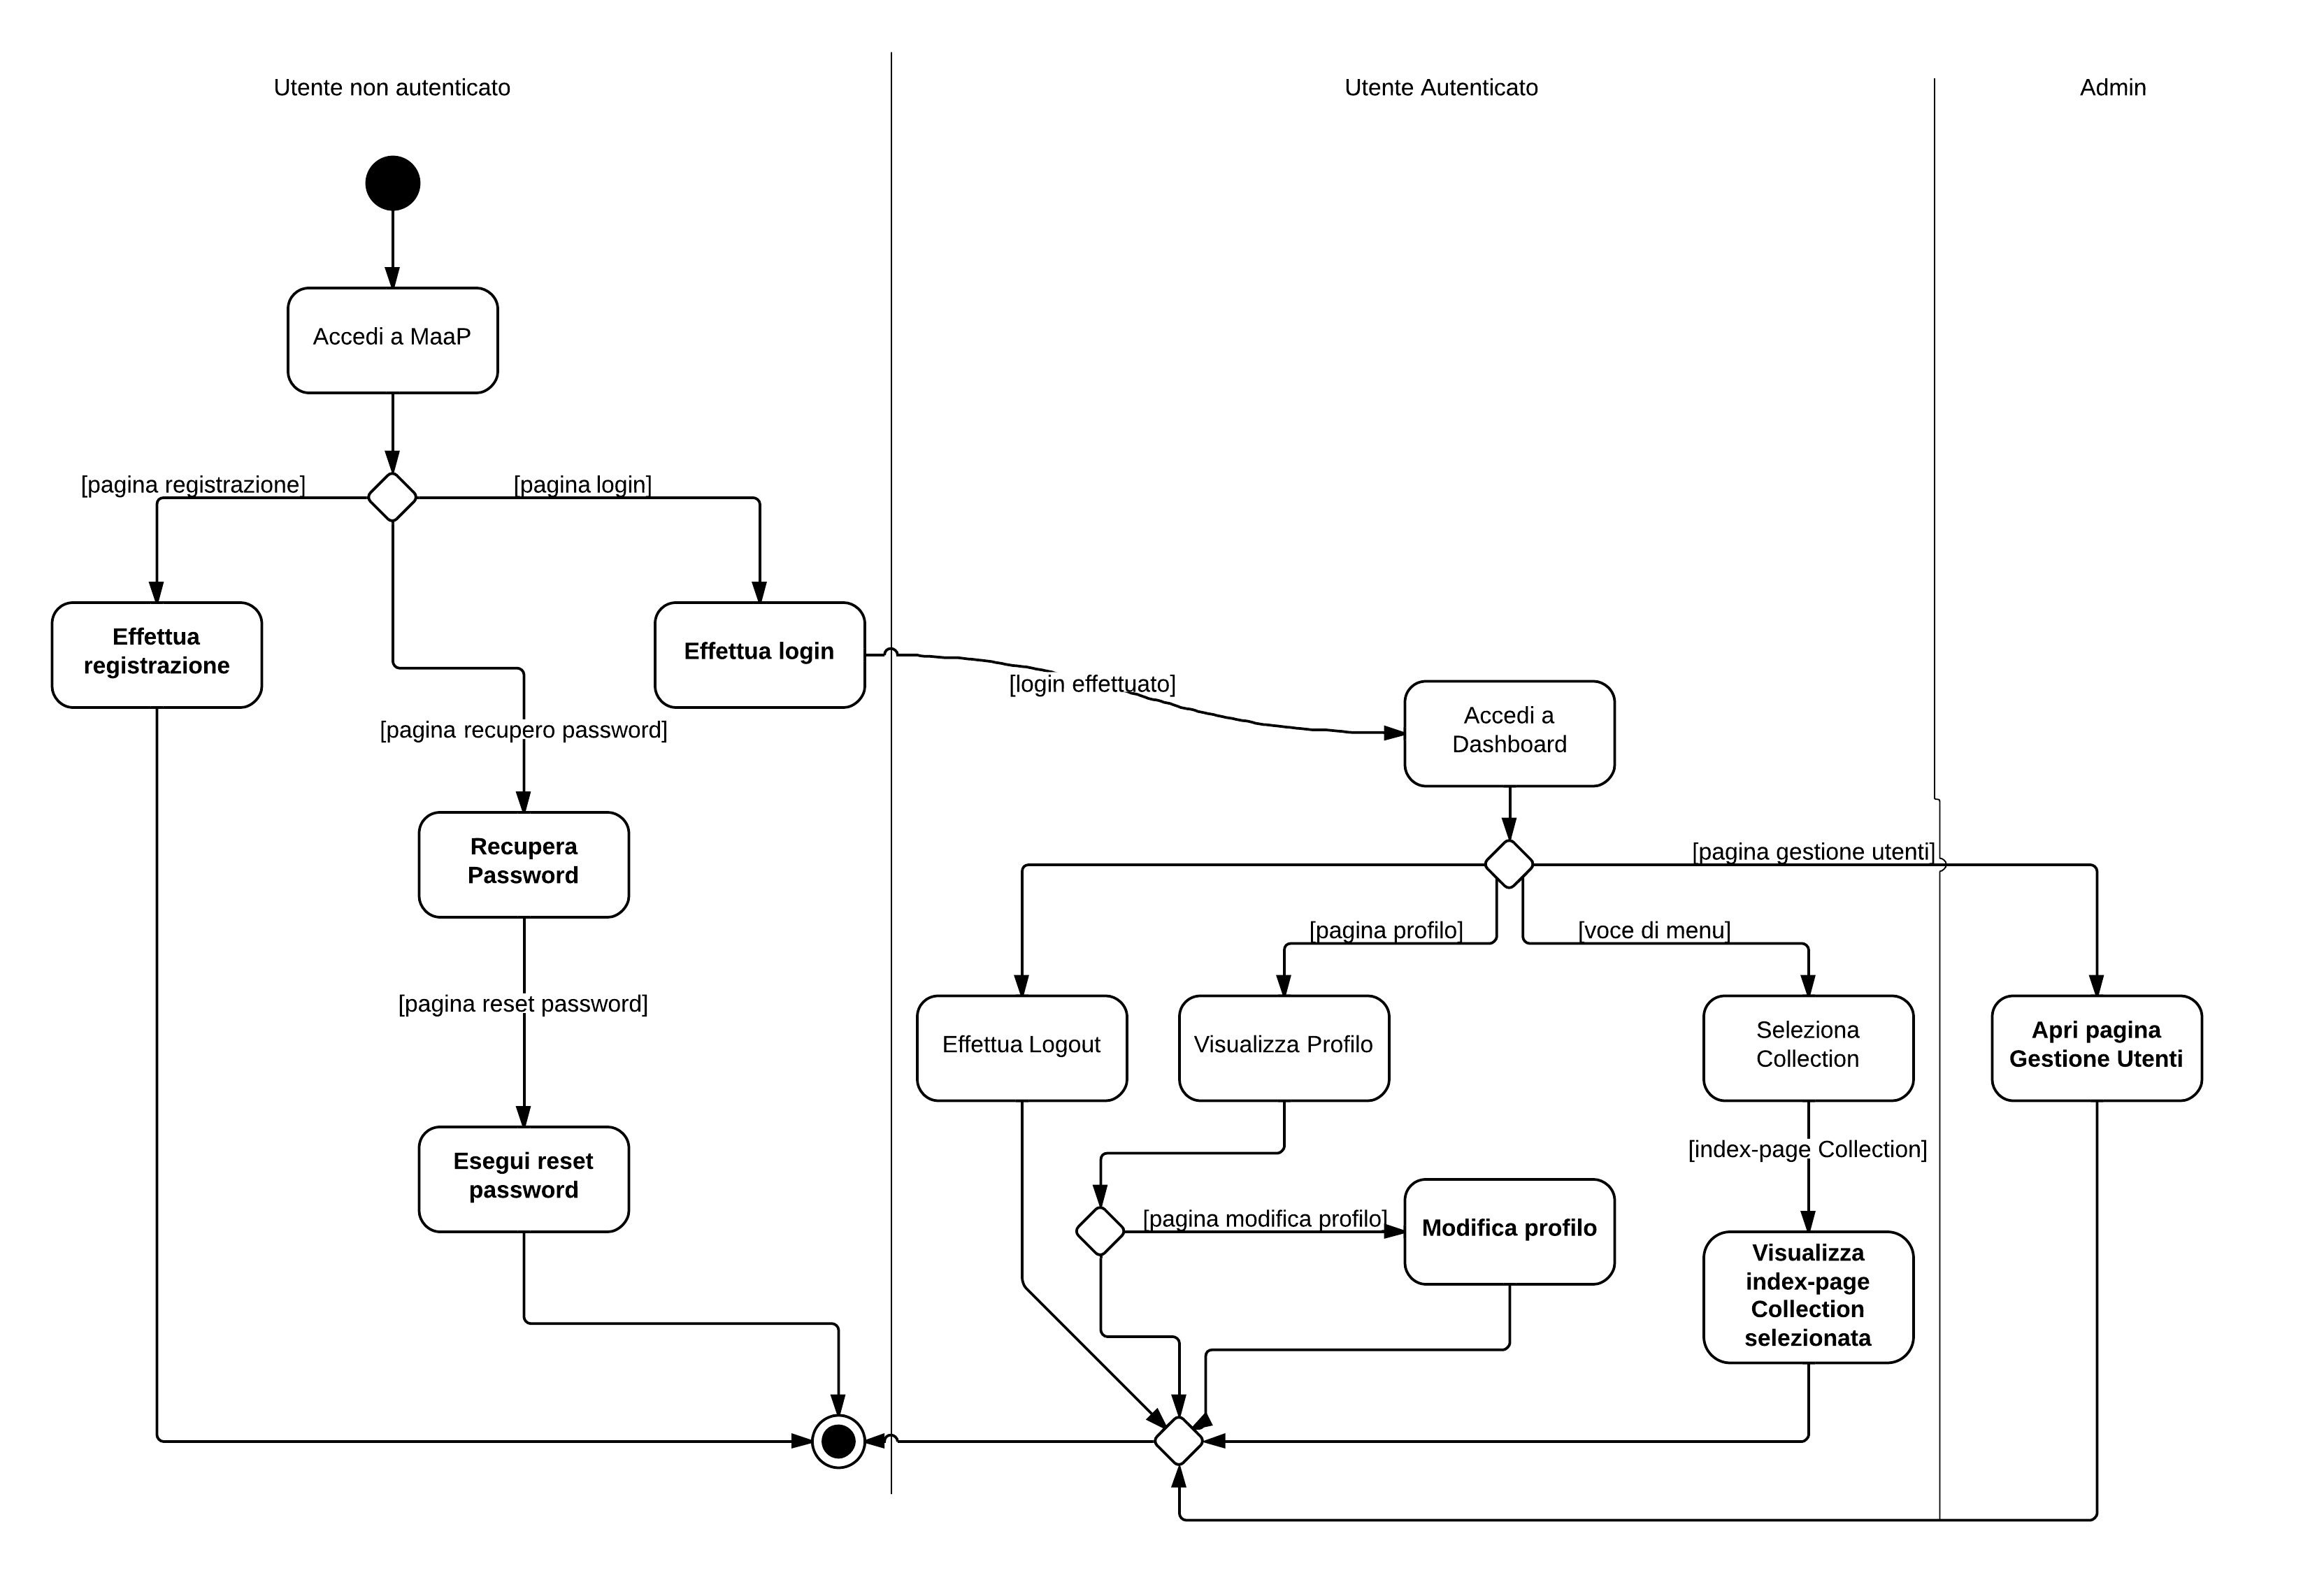 Utente non autenticato
Utente Autenticato
Admin
Accedi a MaaP
[pagina registrazione]
[pagina login]
Effettua
registrazione
Effettua login
[login effettuato]
[pagina recupero password]
Accedi a
Dashboard
Recupera
Password
[pagina gestione utenti]
[pagina profilo]
[voce di menu]
[pagina reset password]
Effettua Logout
Visualizza Profilo
Seleziona
Collection
Apri pagina
Gestione Utenti
[index-page Collection]
Esegui reset
password
[pagina modifica profilo]
Modifica profilo
Visualizza
index-page
Collection
selezionata